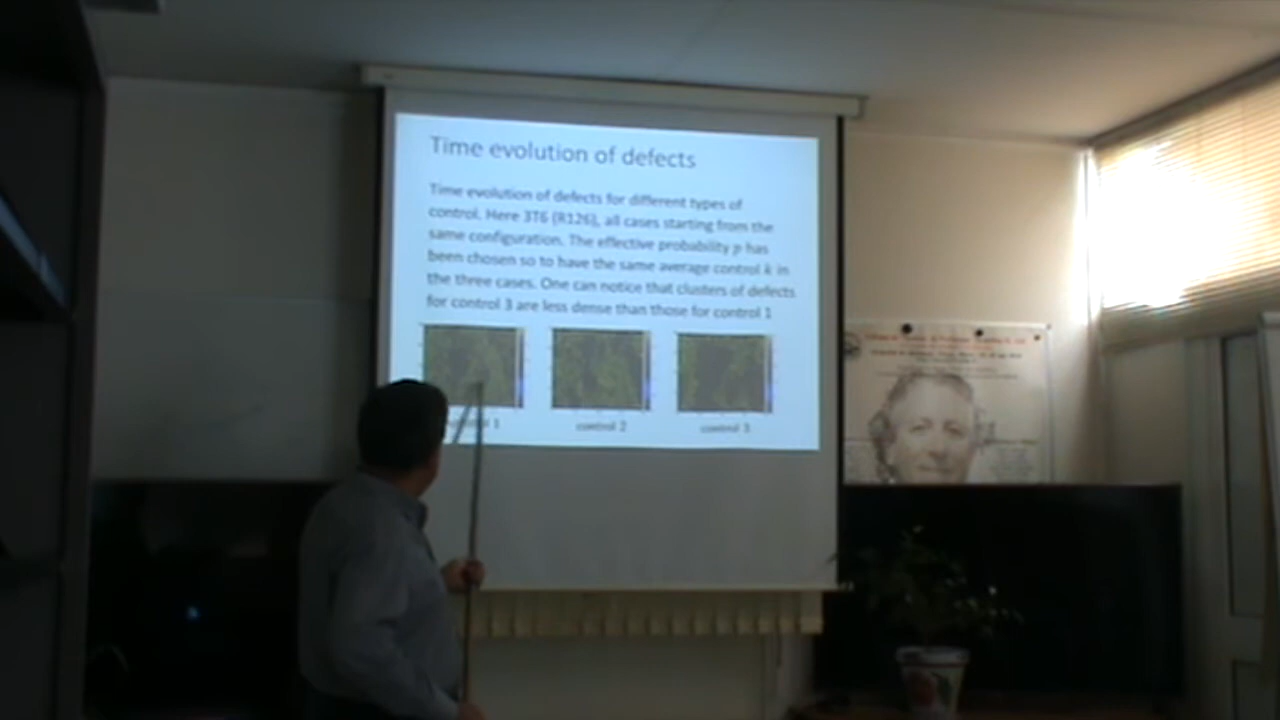 Time evolution of defects
Time evolution of defects for different types of
control. Here 3T6 (R126), all cases starting from the
same configuration. The effective probability p has
been chosen so to have the same average control k in
the three cases. One can notice that clusters of defects
for control 3 are less dense than those for control 1
1
control 2
control 3